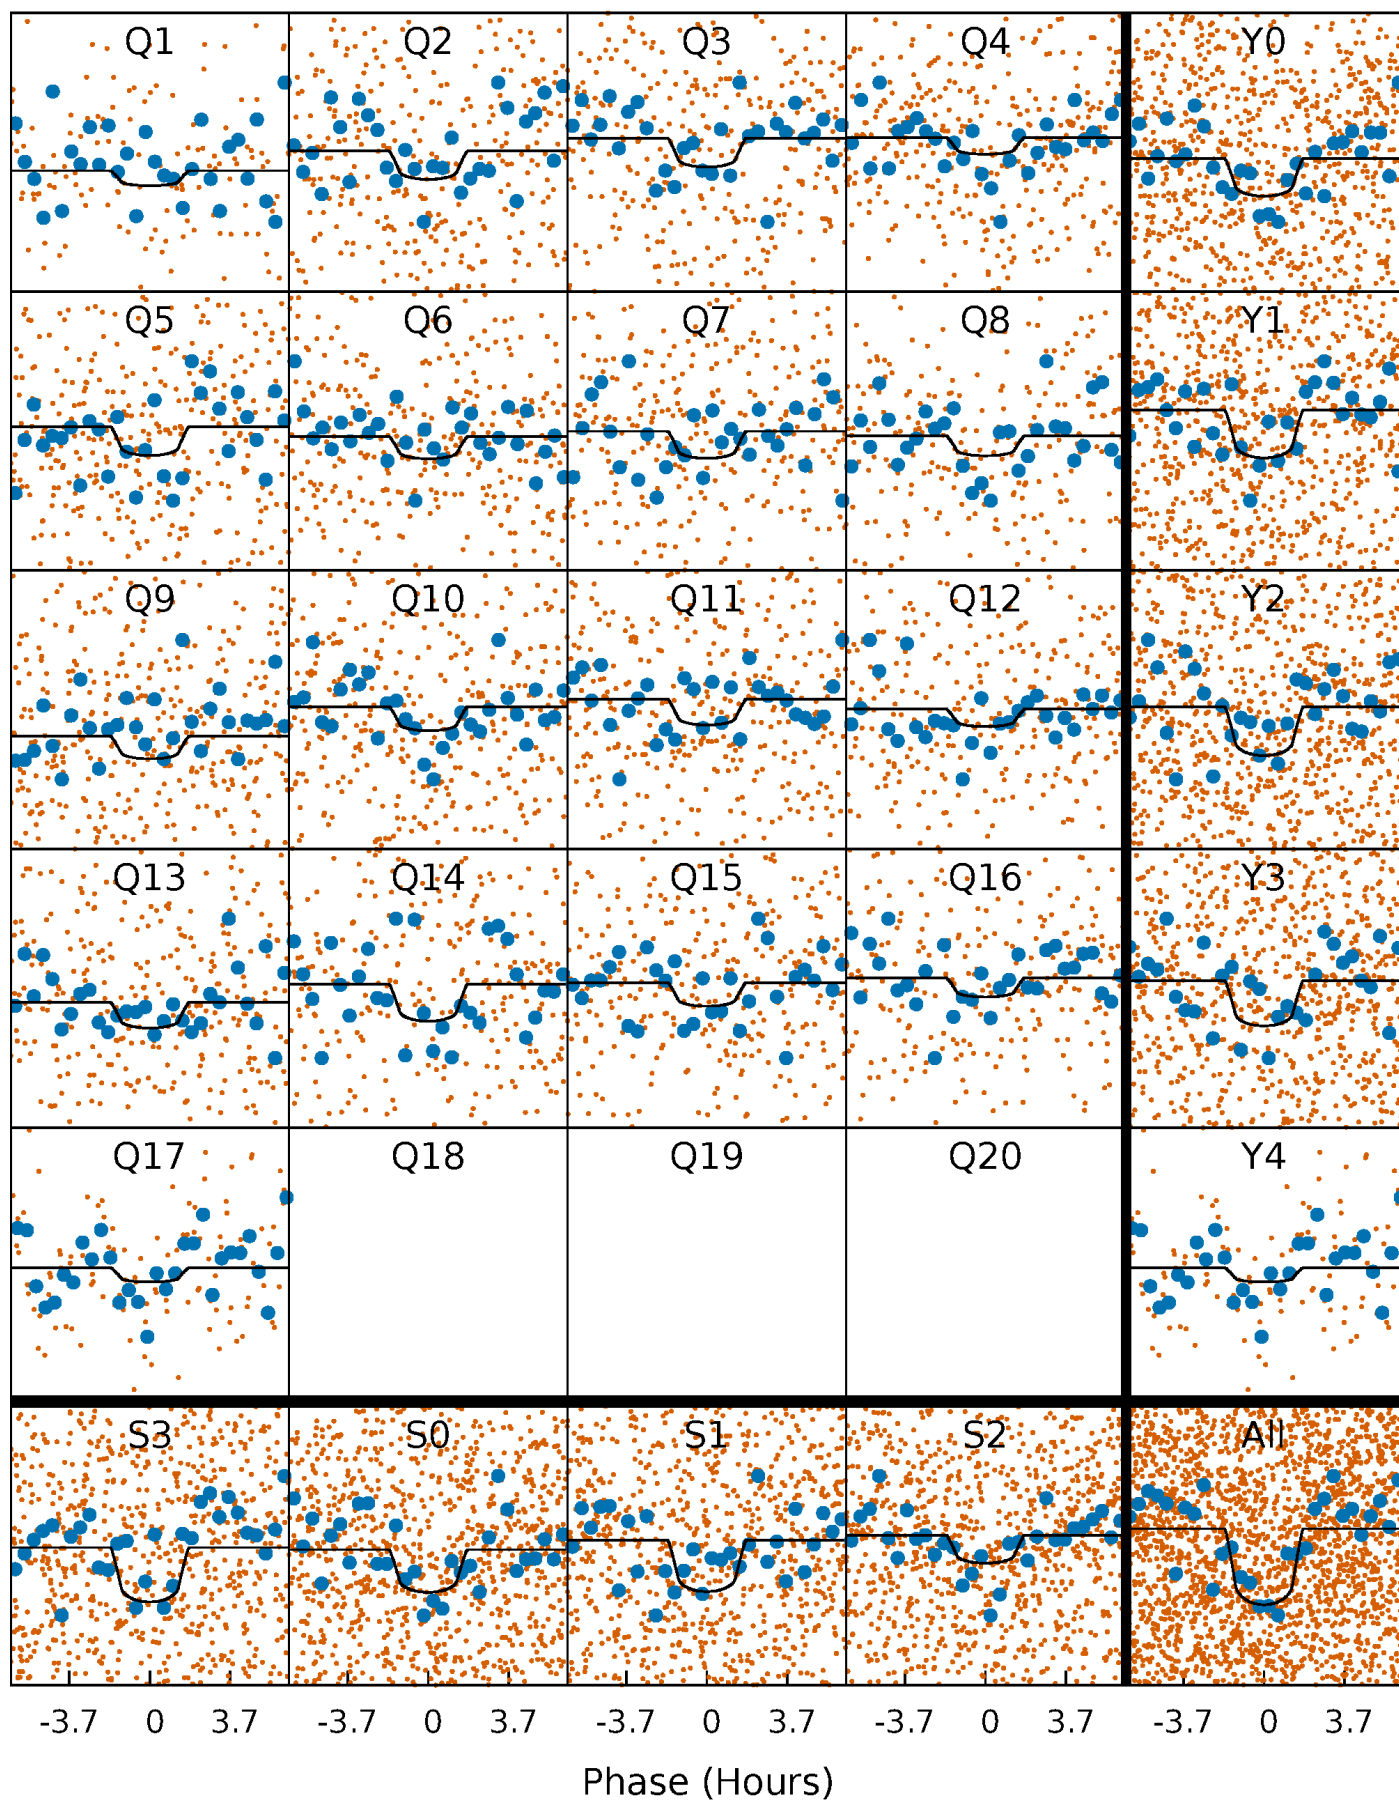 Q1 Q2 Q3 Q4 Y0
Q5 Q6 Q7 Q8 Y1
Q9 Q10 Q11 Q12 Y2
Q13 Q14 Q15 Q16 Y3
Q17 Q18 Q19 Q20 Y4
S3 S0 S1 S2 All
-3.7 0 3.7 -3.7 0 3.7 -3.7 0 3.7 -3.7 0 3.7 -3.7 0 3.7
Phase (Hours)